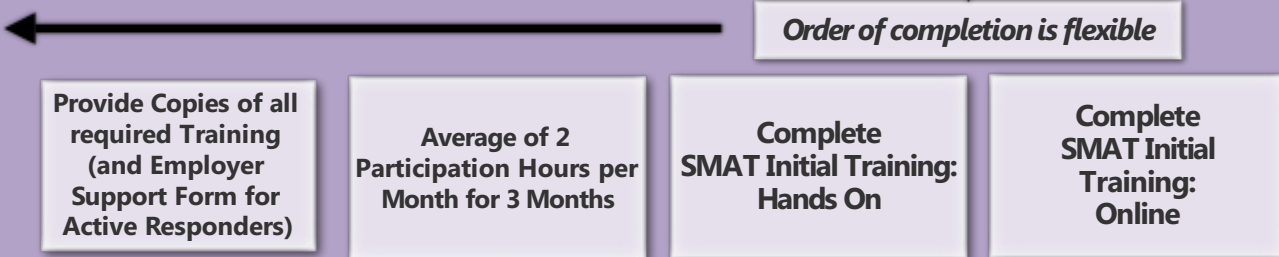 Order of completion is flexible
Provide Copies of all
required Training
(and Employer
Support Form for
Active Responders)
Average of 2
Participation Hours per
Month for 3 Months
Complete
SMAT Initial Training:
Hands On
Complete
SMAT Initial
Training:
Online